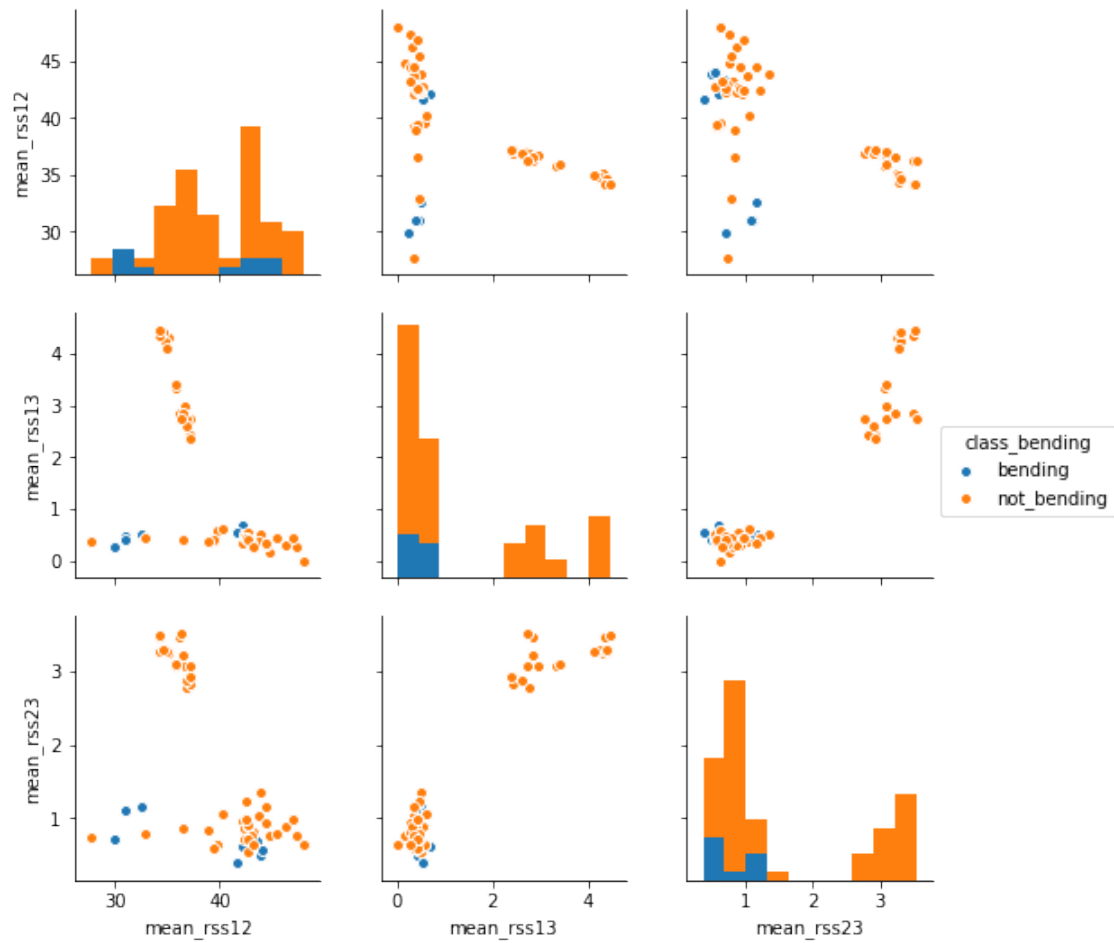 mean_rss12
45
40
35
30
mean_rss13
4
3
2
1
0
class_bending
bending
not_bending
mean_rss23
3
2
1
30 40
0 2 4
1 2 3
mean_rss12 mean_rss13 mean_rss23